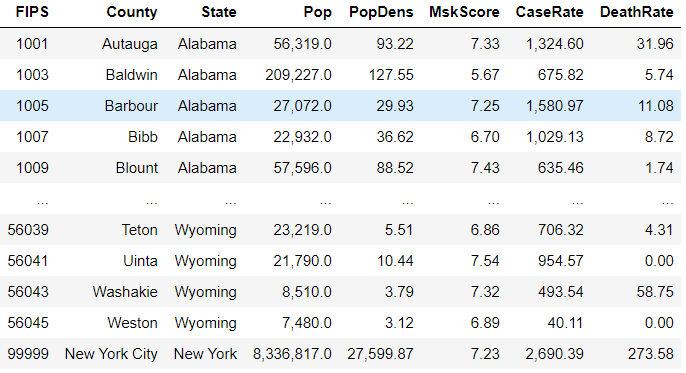 FIPS County State Pop PopDens MskScore CaseRate DeathRate
1001 Autauga Alabama 56,319.0 93.22 7.33 1,324.60 31.96
1003 Baldwin Alabama 209,227.0 127.55 5.67 675.82 5.74
1005 Barbour Alabama 27,072.0 29.93 7.25 1,580.97 11.08
1007 Bibb Alabama 22,932.0 36.62 6.70 1,029.13 8.72
1009 Blount Alabama 57,596.0 88.52 7.43 635.46 1.74
... ... ... ... ... ... ... ...
56039 Teton Wyoming 23,219.0 5.51 6.86 706.32 4.31
56041 Uinta Wyoming 21,790.0 10.44 7.54 954.57 0.00
56043 Washakie Wyoming 8,510.0 3.79 7.32 493.54 58.75
56045 Weston Wyoming 7,480.0 3.12 6.89 40.11 0.00
99999 New York City New York 8,336,817.0 27,599.87 7.23 2,690.39 273.58